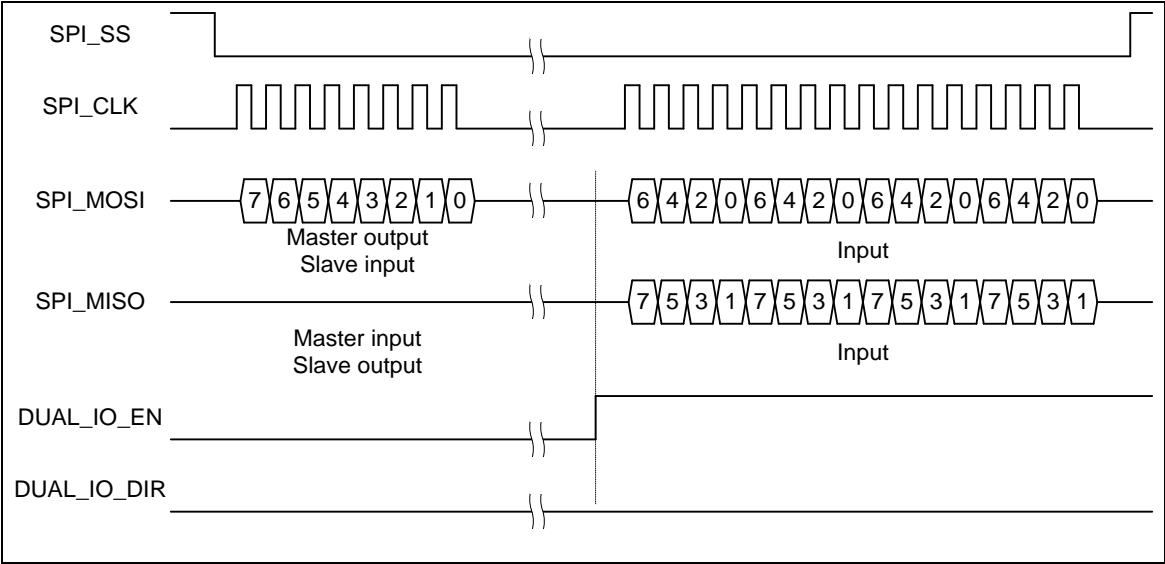 SPI_SS
SPI_CLK
SPI_MOSI
7 6 5 4 3 2 1 0
6 4 2 0 6 4 2 0 6 4 2 0 6 4 2 0
Master output
Slave input
Input
SPI_MISO
7 5 3 1 7 5 3 1 7 5 3 1 7 5 3 1
Master input
Slave output
Input
DUAL_IO_EN
DUAL_IO_DIR